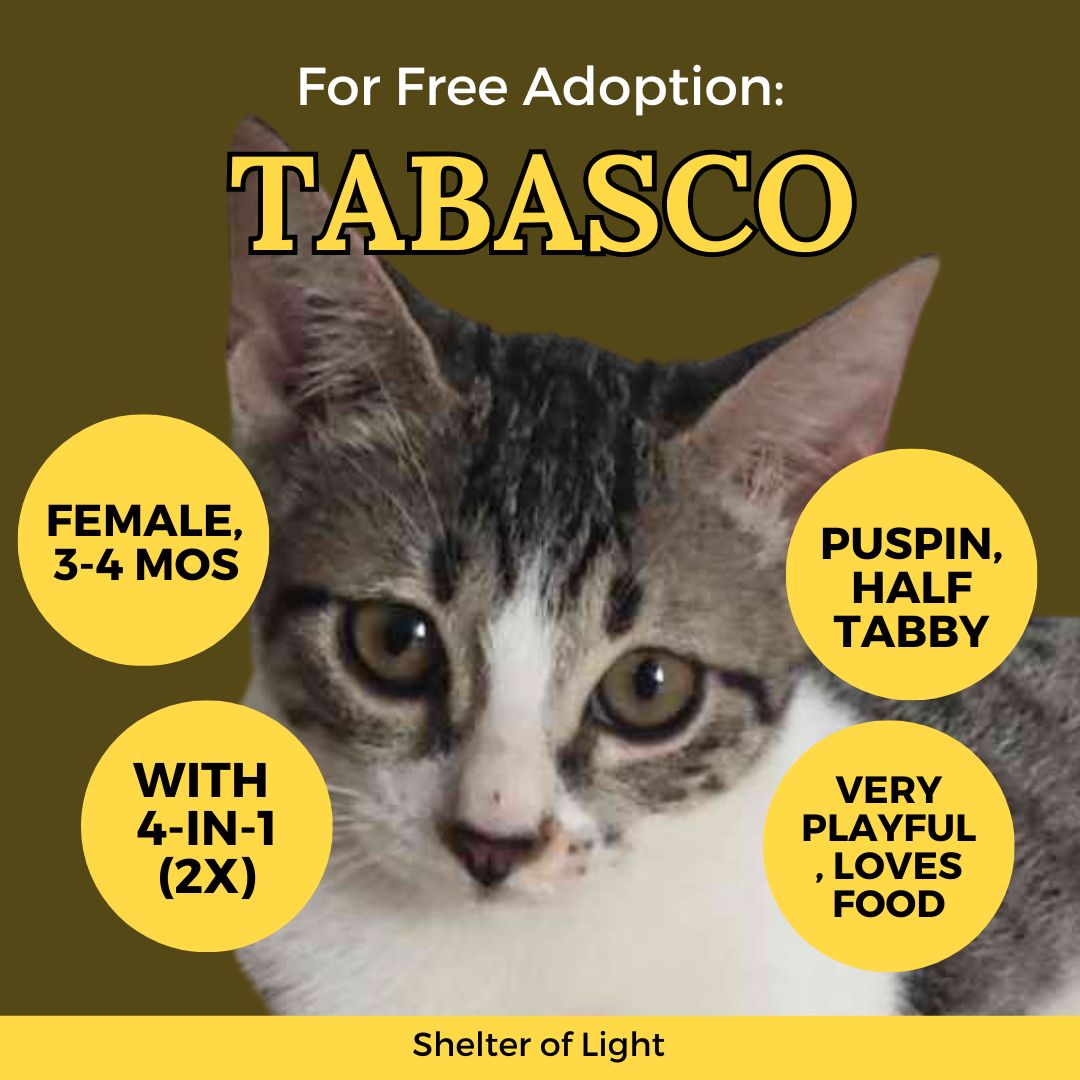 For Free Adoption:
TABASCO
FEMALE,
3-4 MOS
PUSPIN,
HALF
TABBY
WITH
4-IN-1
(2X)
VERY
PLAYFUL
, LOVES
FOOD
Shelter of Light